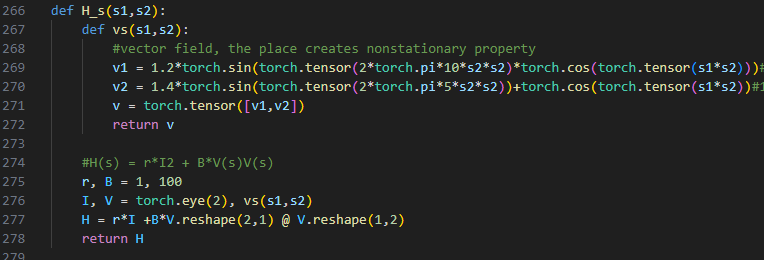 266 def H_s(s1,s2):
267     def vs(s1,s2):
268         #vector field, the place creates nonstationary property
269         v1 = 1.2*torch.sin(torch.tensor(2*torch.pi*10*s2*s2)*torch.cos(torch.tensor(s1*s2)))#
270         v2 = 1.4*torch.sin(torch.tensor(2*torch.pi*5*s2*s2))+torch.cos(torch.tensor(s1*s2))#1
271         v = torch.tensor([v1,v2])
272         return v
273
274     #H(s) = r*I2 + B*V(s)V(s)
275     r, B = 1, 100
276     I, V = torch.eye(2), vs(s1,s2)
277     H = r*I +B*V.reshape(2,1) @ V.reshape(1,2)
278     return H
279